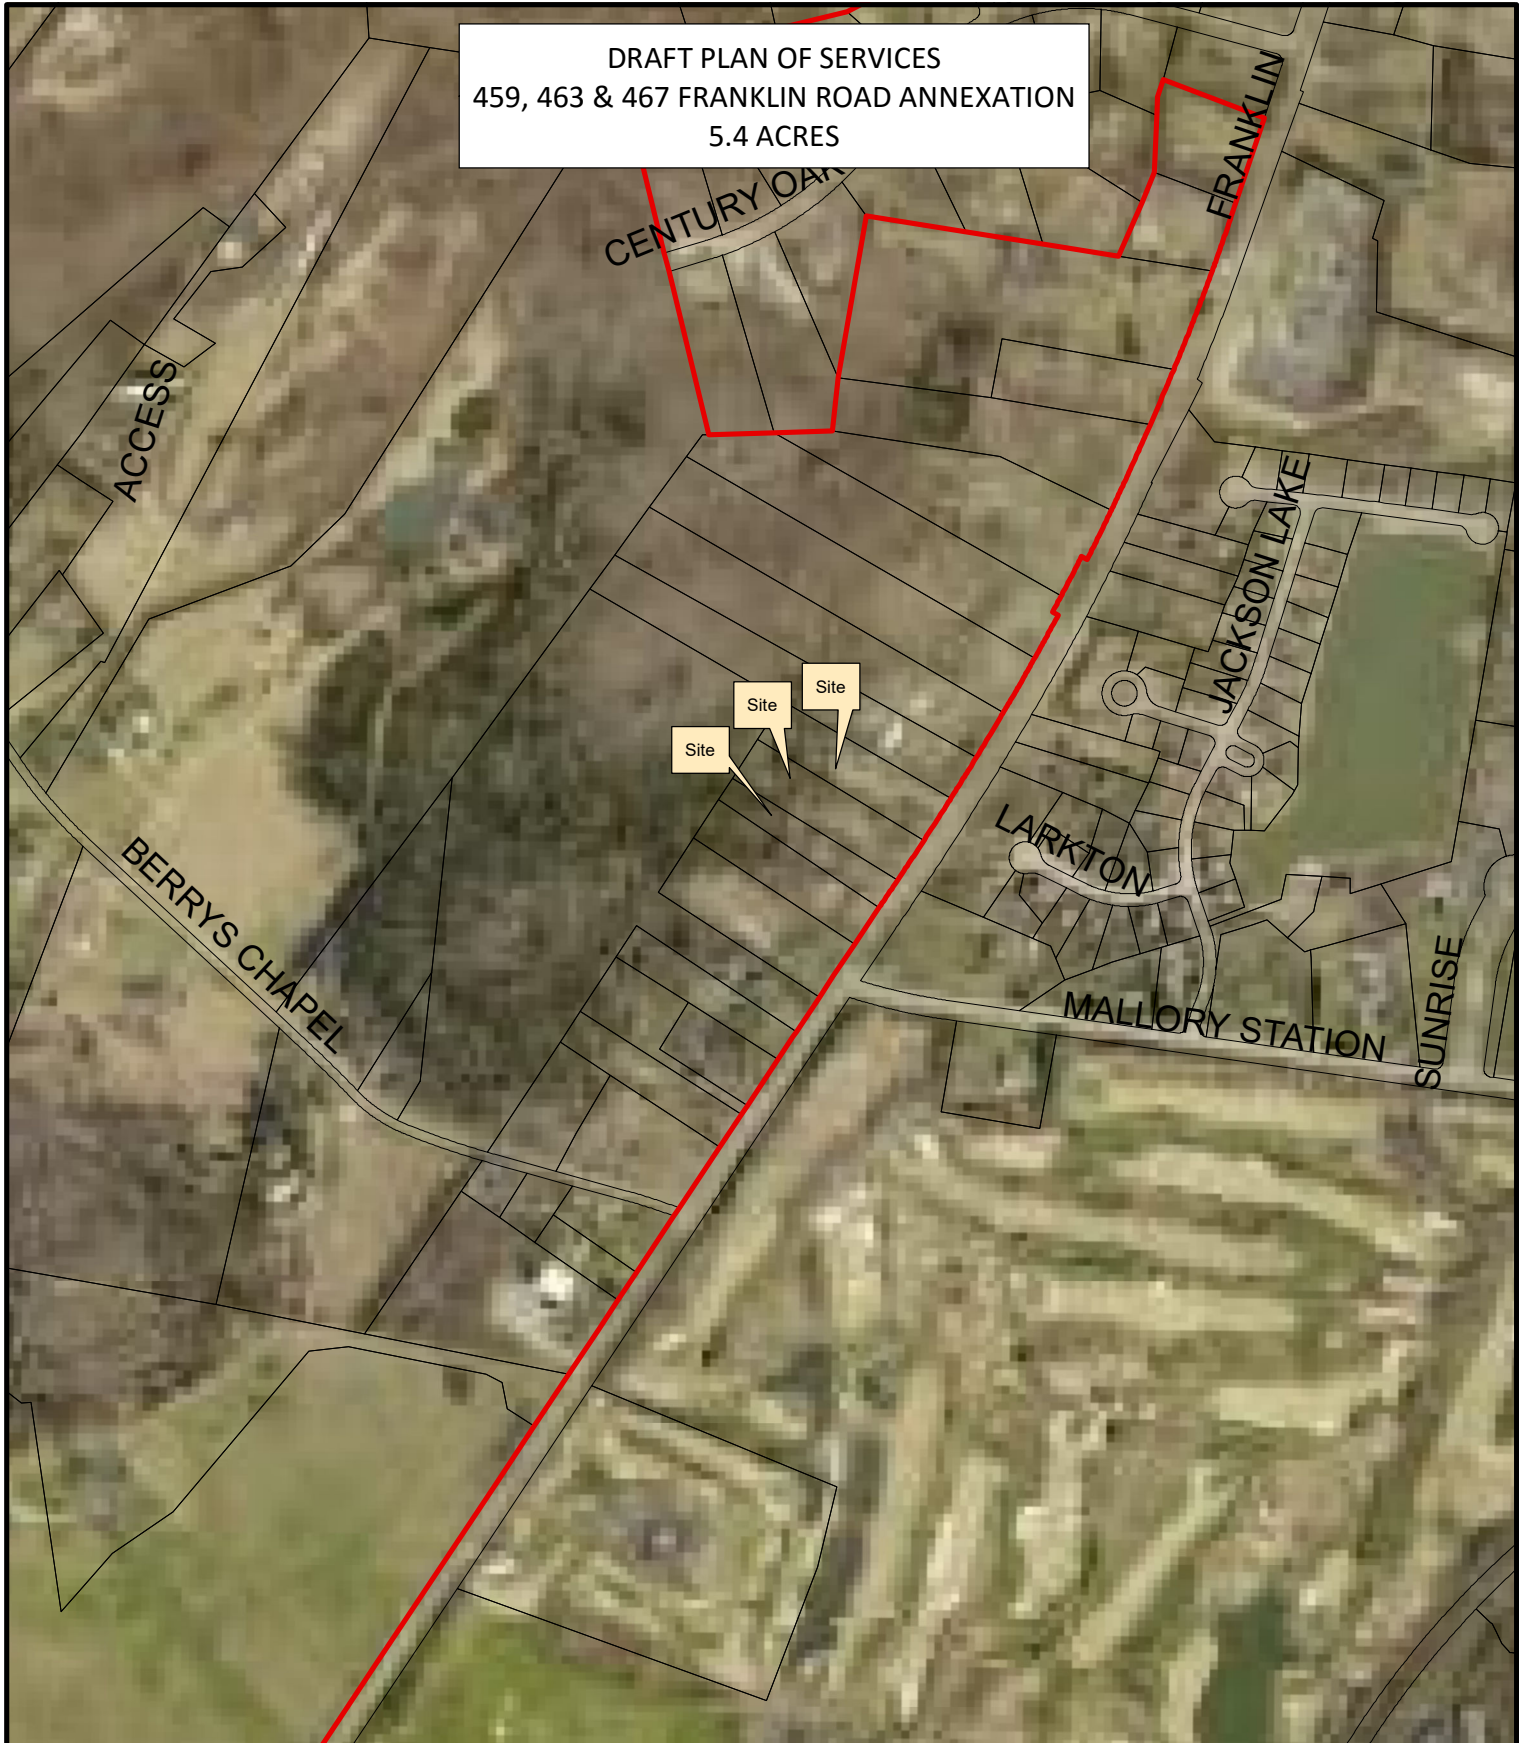 DRAFT PLAN OF SERVICES
459, 463 & 467 FRANKLIN ROAD ANNEXATION
5.4 ACRES
FRANKLIN
CENTURY OAK
ACCESS
JACKSON LAKE
Site
Site
Site
LARKTON
BERRYS CHAPEL
MALLORY STATION
SUNRISE